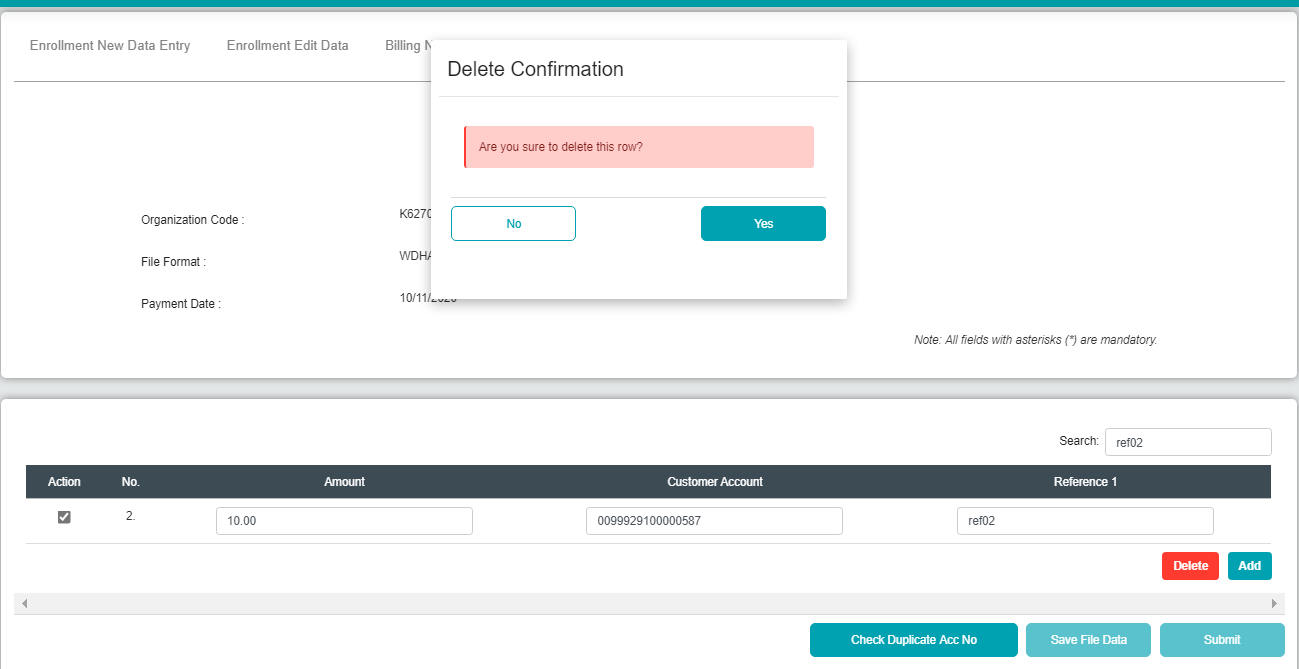 Enrollment New Data Entry Enrollment Edit Data Billing
Delete Confirmation
Are you sure to delete this row?
No Yes
Organization Code : K6270
File Format : WDHA
Payment Date : 10/11/2020
Note: All fields with asterisks (*) are mandatory.
Search: ref02
Action No. Amount Customer Account Reference 1
2. 10.00 0099929100000587 ref02
Delete Add
Check Duplicate Acc No Save File Data Submit